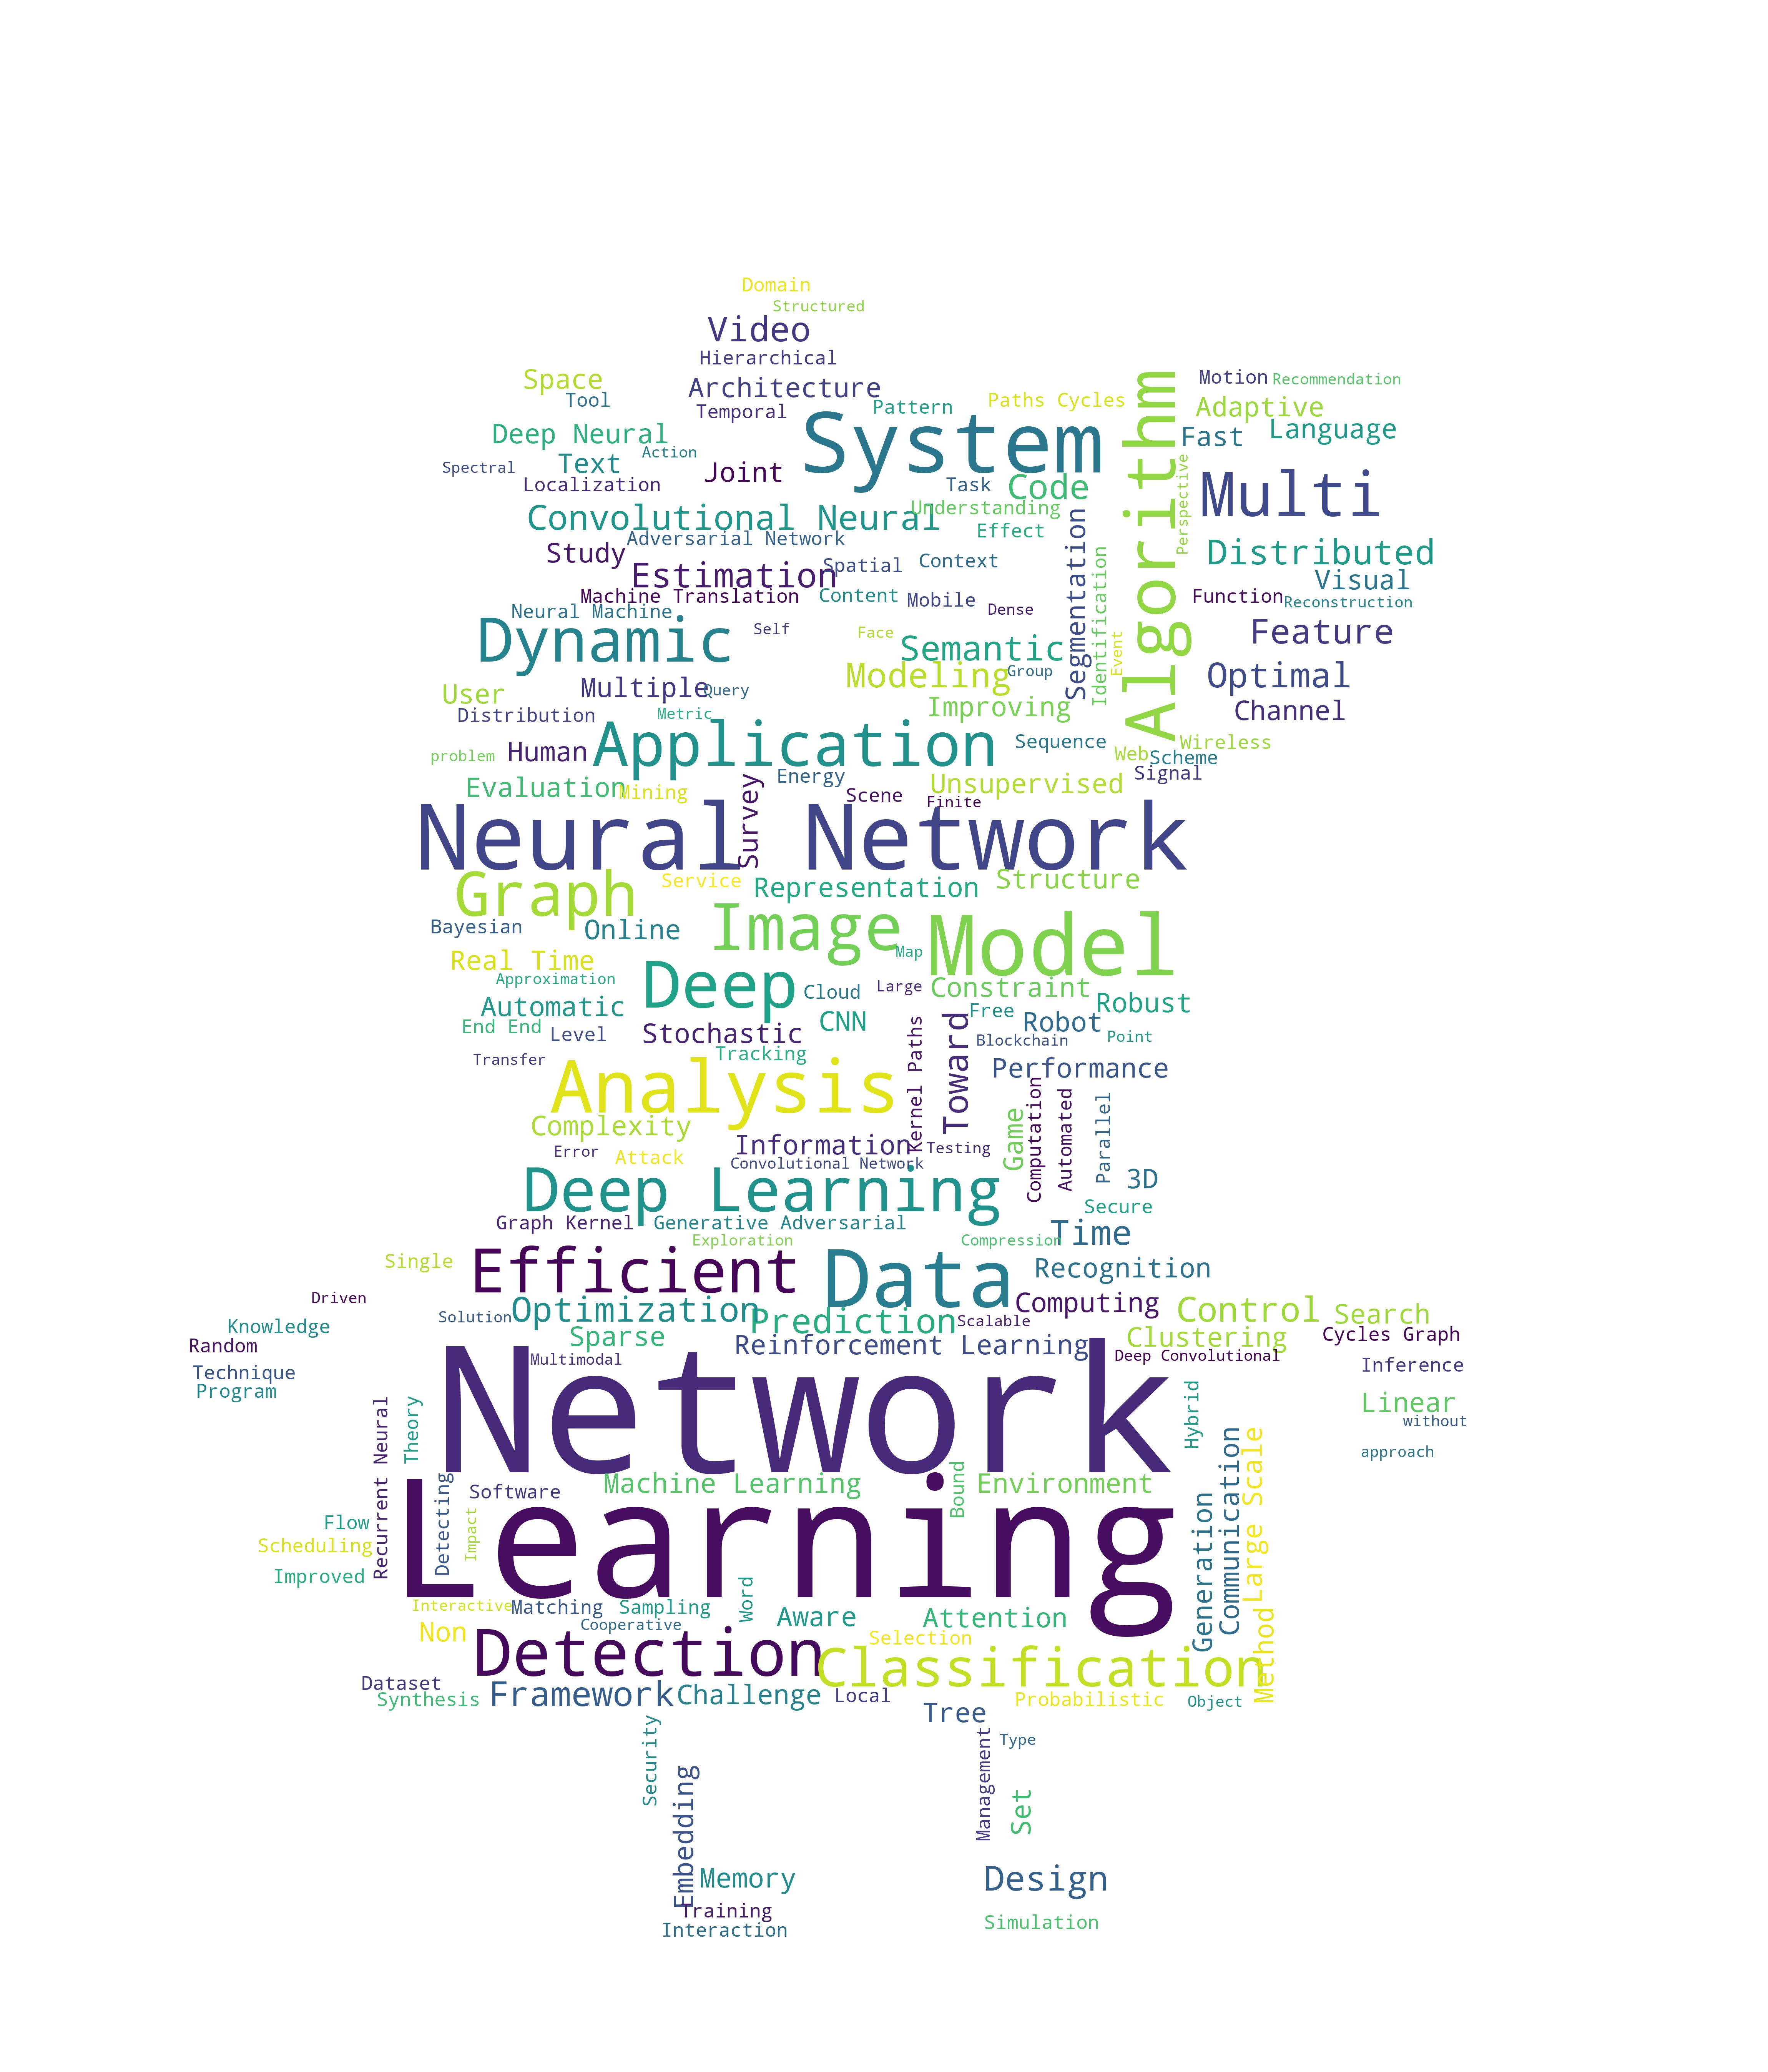 Domain
Structured
Video
Hierarchical
Space
Architecture
Motion
Recommendation
Tool
Temporal
Pattern
Paths Cycles
Adaptive
System
Algorithm
Deep Neural
Action
Fast
Language
Spectral
Text
Joint
Localization
Task
Code
Perspective
Multi
Convolutional Neural
Understanding
Effect
Adversarial Network
Study
Estimation
Spatial
Context
Segmentation
Distributed
Visual
Machine Translation
Content
Mobile
Dense
Identification
Function
Reconstruction
Neural Machine
Dynamic
Self
Face
Semantic
Event
Feature
User
Multiple
Query
Modeling
Group
Optimal
Distribution
Metric
Improving
Channel
problem
Human
Application
Sequence
Web
Wireless
Scheme
Evaluation
Mining
Energy
Unsupervised
Signal
Survey
Scene
Finite
Neural Network
Graph
Service
Representation
Structure
Bayesian
Online
Image
Map
Model
Real Time
Approximation
Deep
Cloud
Large
Constraint
Automatic
Robust
End End
Level
Stochastic
CNN
Free
Robot
Transfer
Tracking
Kernel Paths
Toward
Blockchain
Point
Analysis
Performance
Complexity
Information
Testing
Game
Computation
Automated
Parallel
Error
Attack
Convolutional Network
Deep Learning
3D
Secure
Graph Kernel
Generative Adversarial
Time
Exploration
Compression
Single
Efficient
Data
Recognition
Driven
Solution
Optimization
Prediction
Scalable
Computing
Control
Search
Knowledge
Random
Sparse
Reinforcement Learning
Clustering
Cycles Graph
Multimodal
Deep Convolutional
Inference
Technique
Program
Recurrent Neural
Theory
Network
Hybrid
Linear
without
approach
Detecting
Software
Machine Learning
Bound
Environment
Communication
Large Scale
Flow
Impact
Learning
Generation
Scheduling
Improved
Interactive
Matching
Sampling
Word
Aware
Attention
Cooperative
Method
Non
Detection
Selection
Classification
Dataset
Synthesis
Framework
Challenge
Local
Probabilistic
Object
Tree
Security
Management
Type
Embedding
Set
Memory
Design
Training
Interaction
Simulation